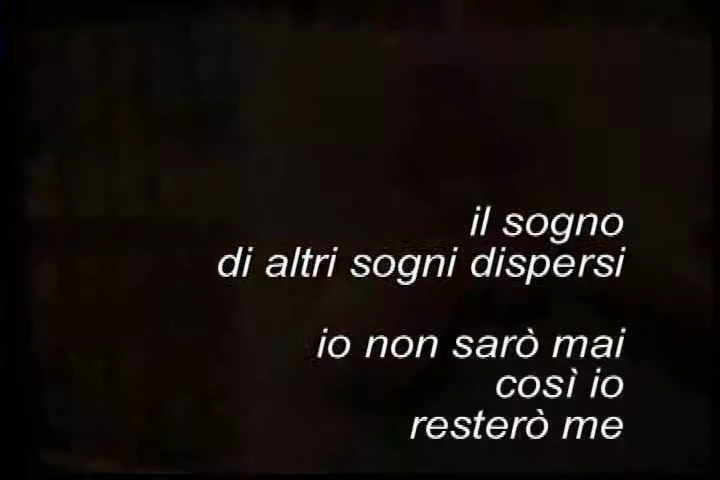 il sogno
di altri sogni dispersi
io non sarò mai
così io
resterò me